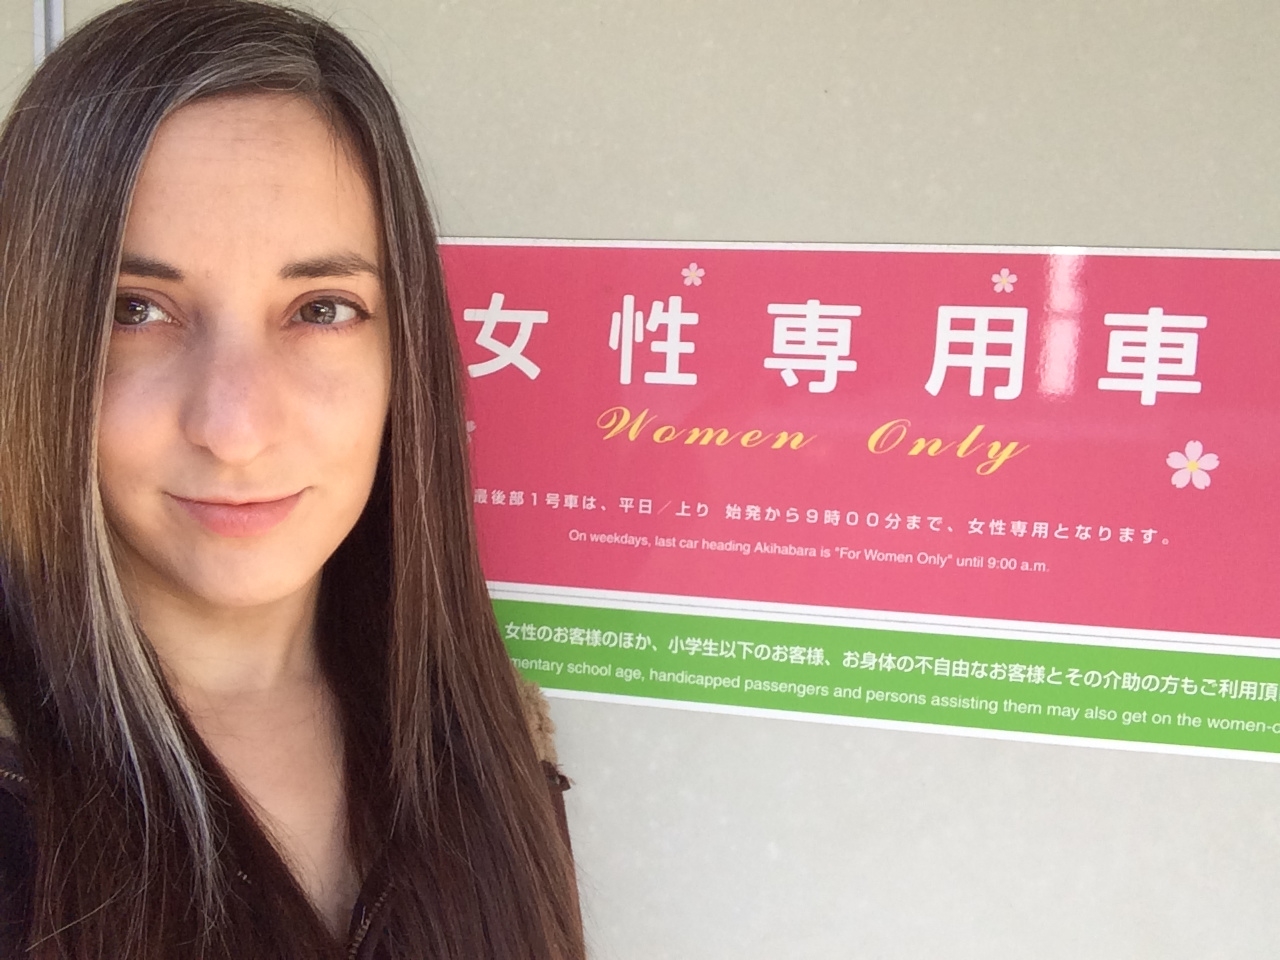 女性専用車
Women Only
最後部1号車は、平日/上り 始発から9時00分まで、女性専用となります。
On weekdays, last car heading Akihabara is "For Women Only" until 9:00 a.m.
女性のお客様のほか、小学生以下のお客様、お身体の不自由なお客様とその介助の方もご利用頂
school age, handicapped passengers and persons assisting them may also get on the